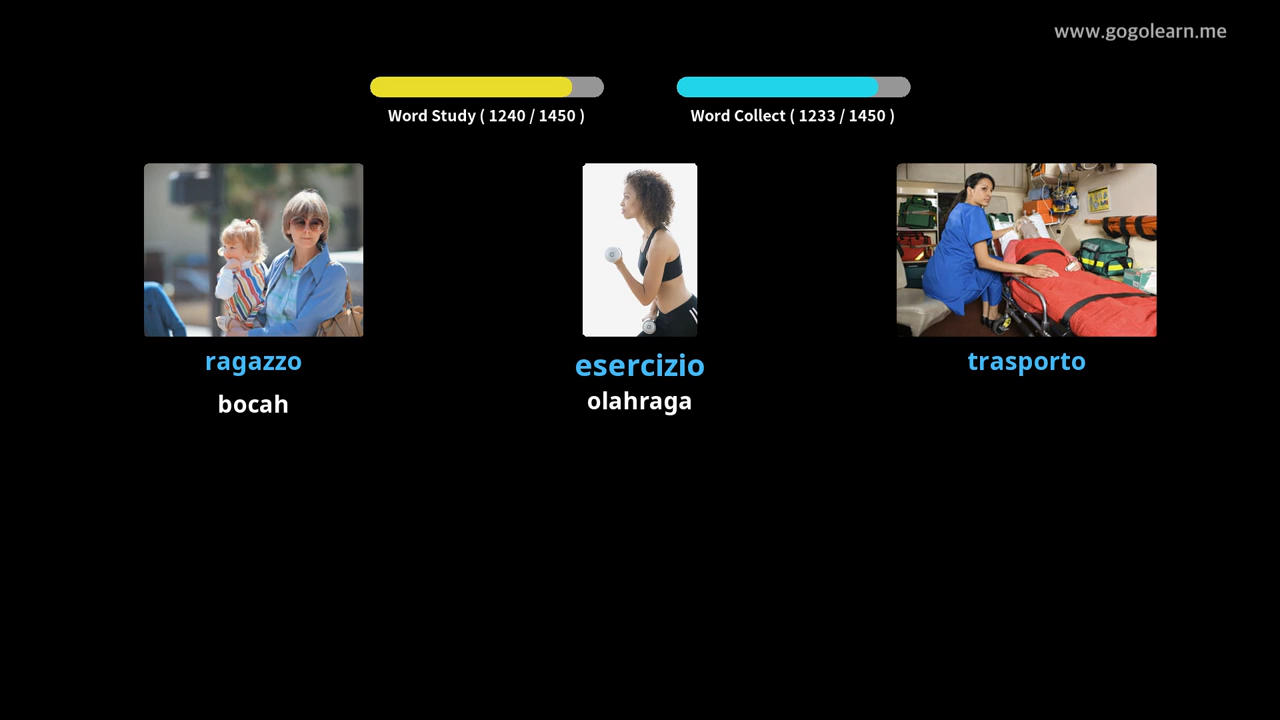 www.gogolearn.me
Word Study ( 1240 / 1450 )
Word Collect ( 1233 / 1450 )
ragazzo
bocah
esercizio
olahraga
trasporto